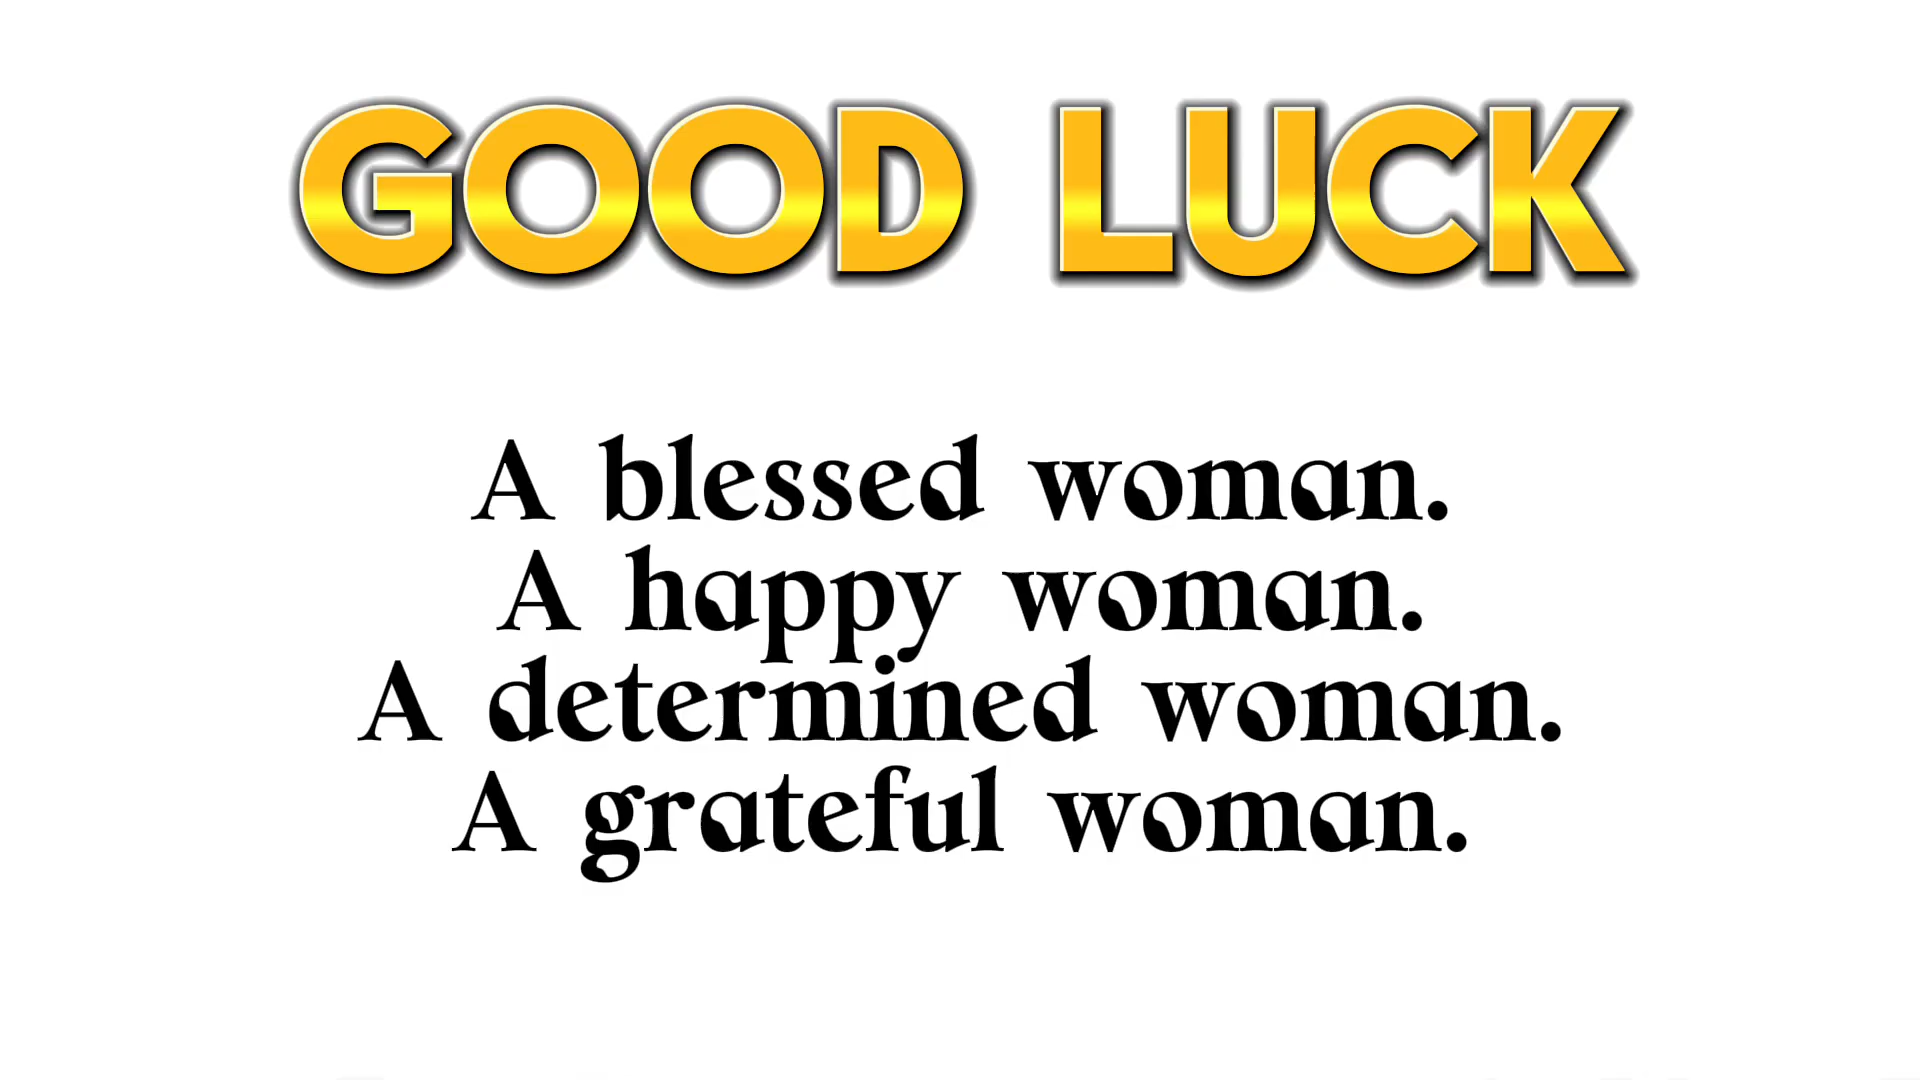 GOOD LUCK
A blessed woman.
A happy woman.
A determined woman.
A grateful woman.